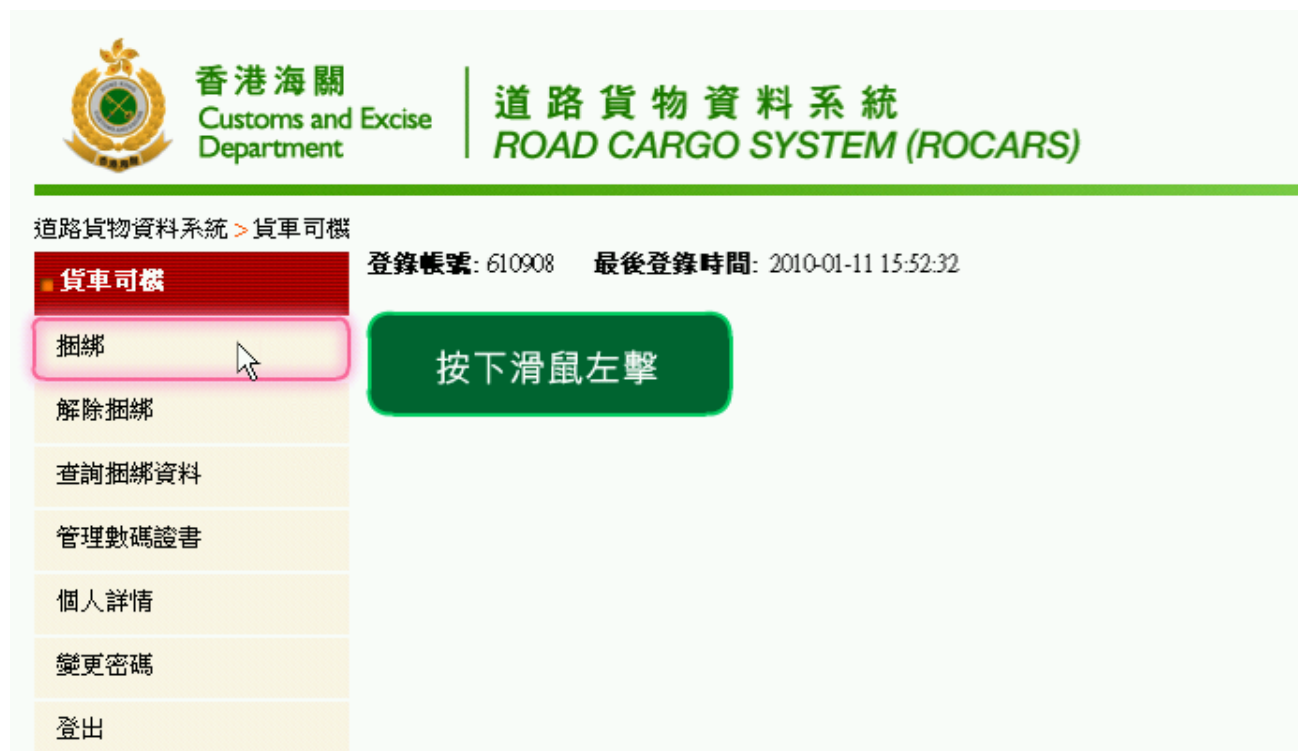 香港海關
Customs and Excise
Department
道路貨物資料系統
ROAD CARGO SYSTEM (ROCARS)
道路貨物資料系統 > 貨車司機
貨車司機
登錄帳號: 610908 最後登錄時間: 2010-01-11 15:52:32
捆綁
按下滑鼠左擊
解除捆綁
查詢捆綁資料
管理數碼證書
個人詳情
變更密碼
登出